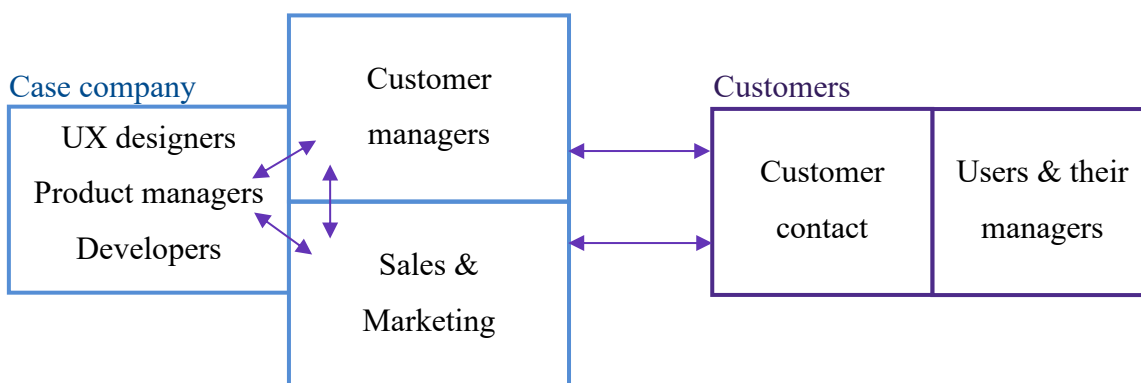 Case company
UX designers
Product managers
Developers
Customer
managers
Sales &
Marketing
Customers
Customer
contact
Users & their
managers